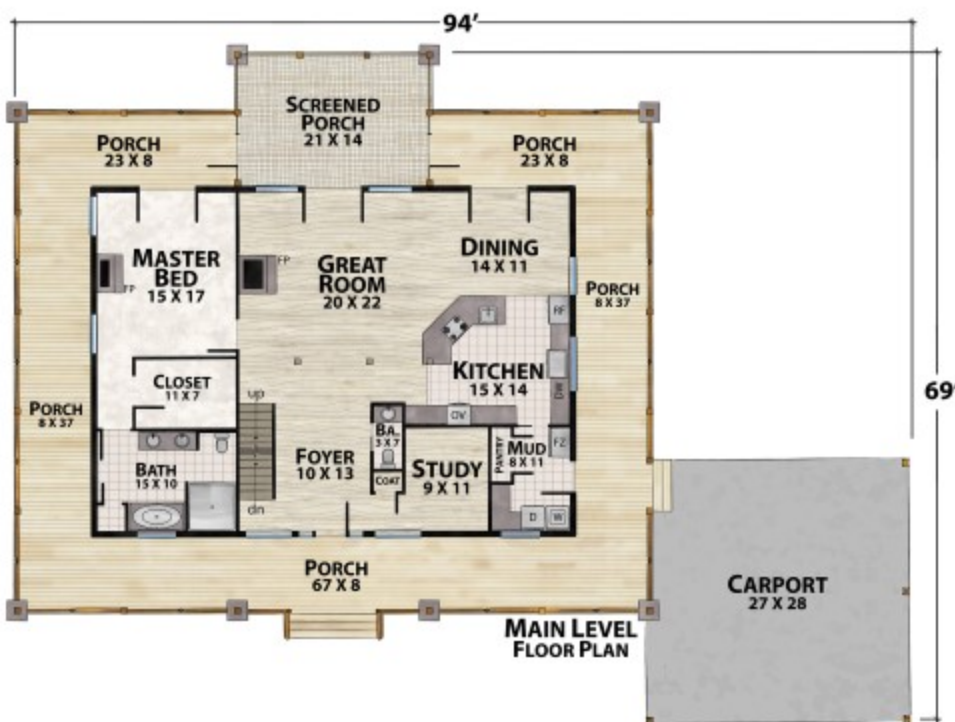 94'
SCREENED
PORCH
21 X 14
PORCH
23 X 8
PORCH
23 X 8
MASTER
BED
15 X 17
FP
FP
GREAT
ROOM
20 X 22
DINING
14 X 11
PORCH
8 X 37
RF
KITCHEN
15 X 14
DW
69'
CLOSET
11 X 7
PORCH
8 X 37
up
OV
BA.
3 X 7
FOYER
10 X 13
STUDY
9 X 11
PANTRY
MUD
8 X 11
FZ
BATH
15 X 10
COAT
dn
D
W
PORCH
67 X 8
CARPORT
27 X 28
MAIN LEVEL
FLOOR PLAN